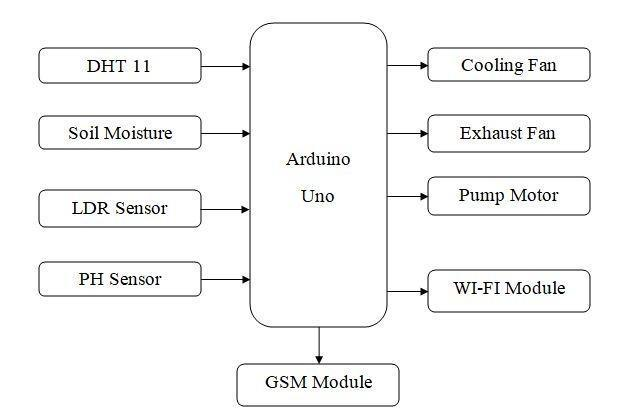 DHT 11
Soil Moisture
LDR Sensor
PH Sensor
Arduino
Uno
Cooling Fan
Exhaust Fan
Pump Motor
WI-FI Module
GSM Module